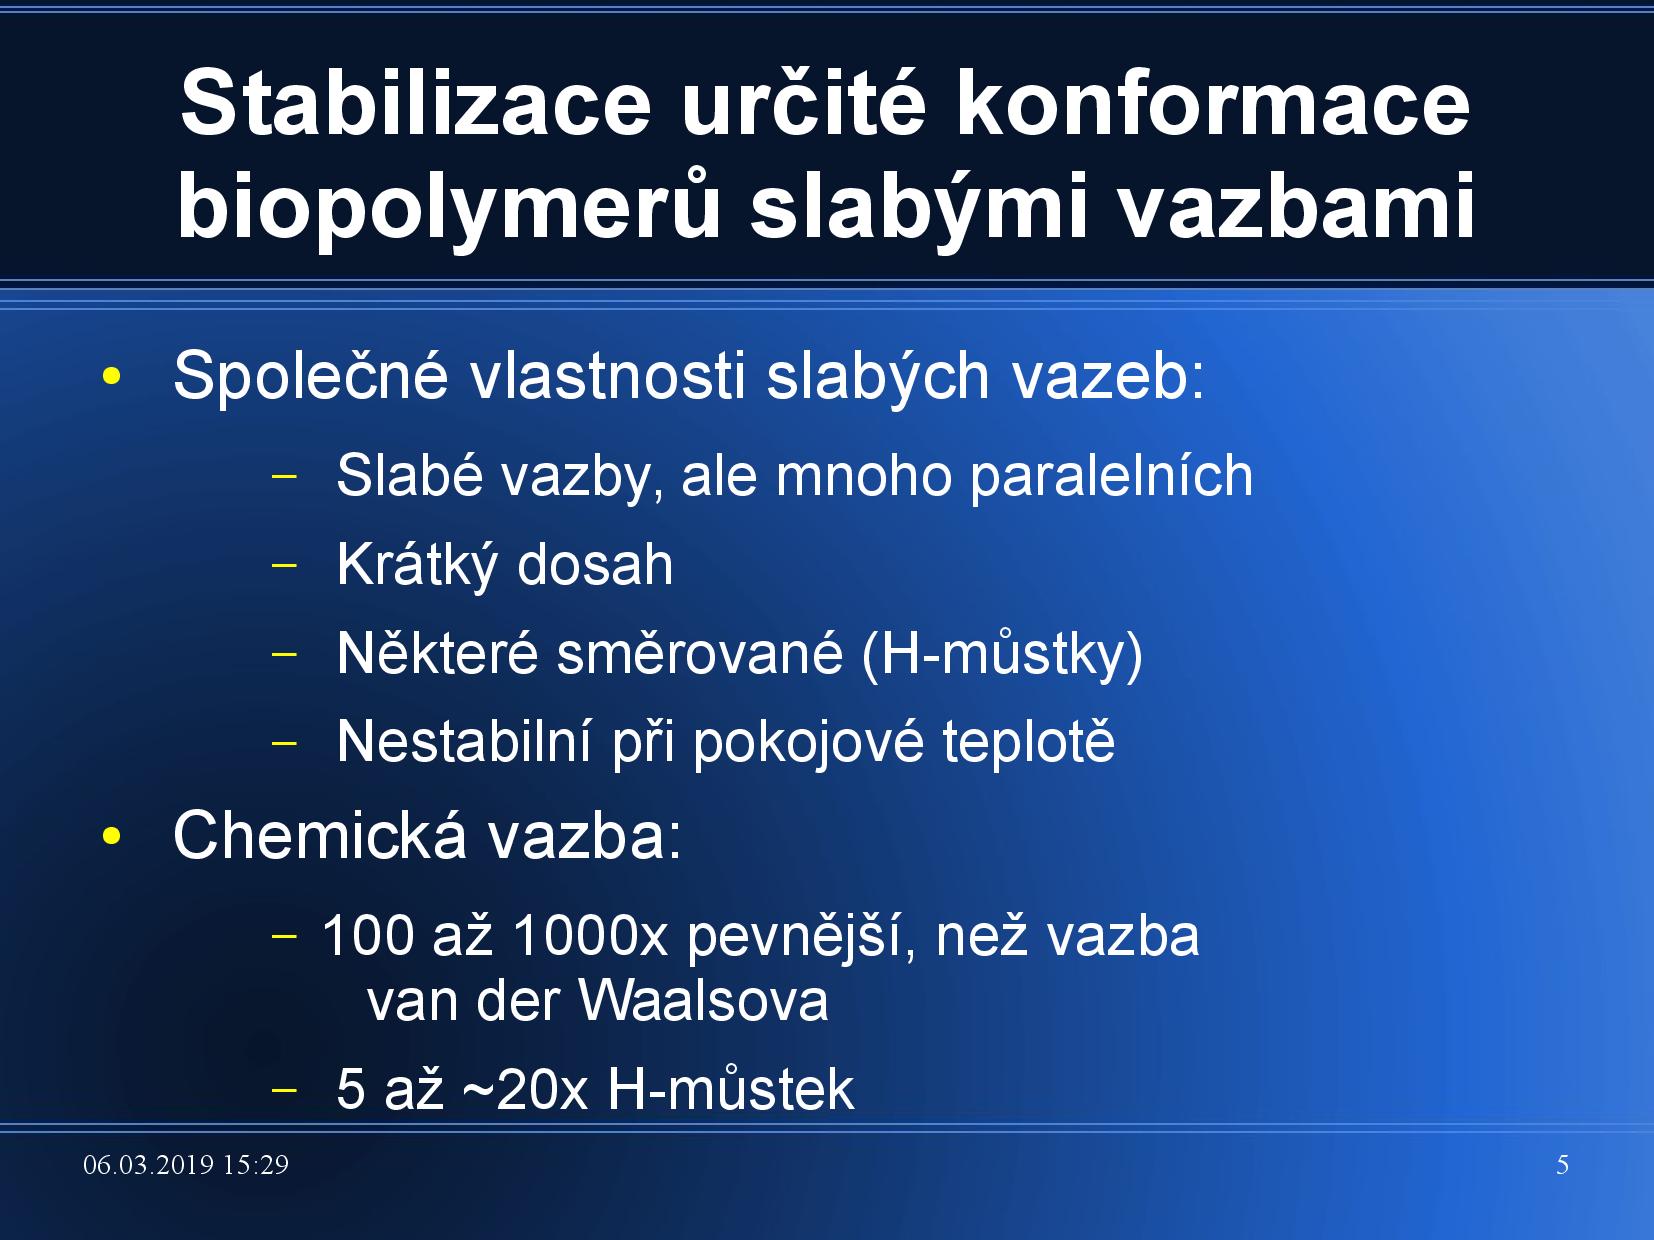 Stabilizace určité konformace
biopolymerů slabými vazbami
• Společné vlastnosti slabých vazeb:
– Slabé vazby, ale mnoho paralelních
– Krátký dosah
– Některé směrované (H-můstky)
– Nestabilní při pokojové teplotě
• Chemická vazba:
– 100 až 1000x pevnější, než vazba
van der Waalsova
– 5 až ~20x H-můstek
06.03.2019 15:29
5